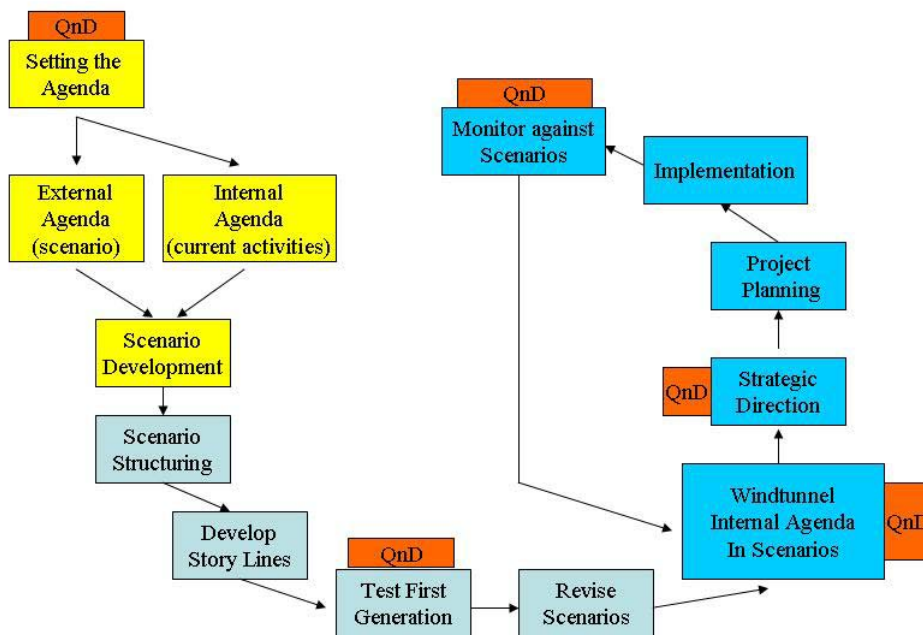 QnD
Setting the
Agenda
External
Agenda
(scenario)
Internal
Agenda
(current activities)
Scenario
Development
Scenario
Structuring
Develop
Story Lines
QnD
Test First
Generation
Revise
Scenarios
Windtunnel
Internal Agenda
In Scenarios
QnD
Strategic
Direction
QnD
Project
Planning
Implementation
QnD
Monitor against
Scenarios